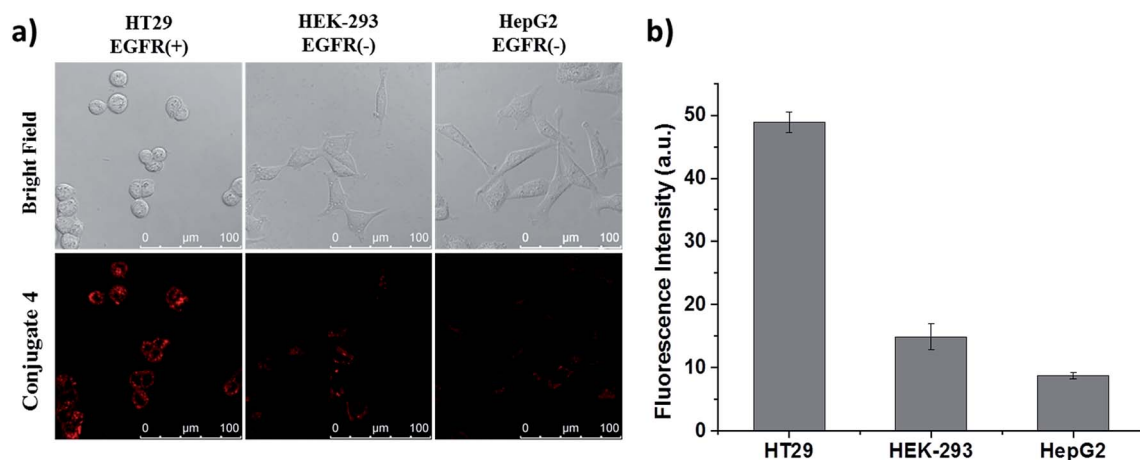 a)
HT29
EGFR(+)
HEK-293
EGFR(-)
HepG2
EGFR(-)
Bright Field
0 µm 100
0 µm 100
0 µm 100
Conjugate 4
0 µm 100
0 µm 100
0 µm 100
b)
Fluorescence Intensity (a.u.)
50
40
30
20
10
0
HT29
HEK-293
HepG2